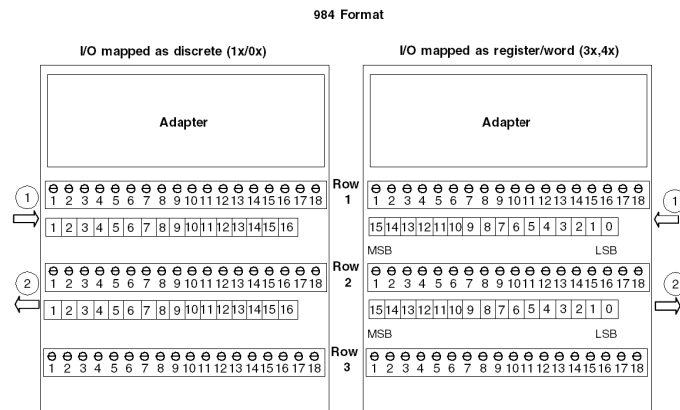 984 Format
I/O mapped as discrete (1x/0x)
I/O mapped as register/word (3x,4x)
Adapter
Adapter
Row 1
1
1 2 3 4 5 6 7 8 9 10 11 12 13 14 15 16 17 18
1 2 3 4 5 6 7 8 9 10 11 12 13 14 15 16 17 18
1
1 2 3 4 5 6 7 8 9 10 11 12 13 14 15 16
15 14 13 12 11 10 9 8 7 6 5 4 3 2 1 0
MSB LSB
Row 2
2
1 2 3 4 5 6 7 8 9 10 11 12 13 14 15 16 17 18
1 2 3 4 5 6 7 8 9 10 11 12 13 14 15 16 17 18
2
1 2 3 4 5 6 7 8 9 10 11 12 13 14 15 16
15 14 13 12 11 10 9 8 7 6 5 4 3 2 1 0
MSB LSB
Row 3
1 2 3 4 5 6 7 8 9 10 11 12 13 14 15 16 17 18
1 2 3 4 5 6 7 8 9 10 11 12 13 14 15 16 17 18